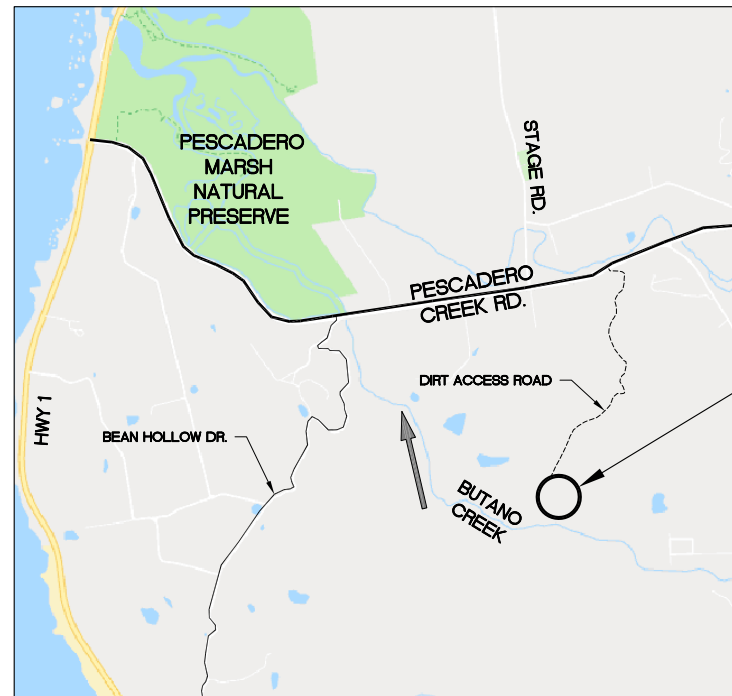 PESCADERO
MARSH
NATURAL
PRESERVE
STAGE RD.
PESCADERO
CREEK RD.
DIRT ACCESS ROAD
HWY 1
BEAN HOLLOW DR.
BUTANO
CREEK